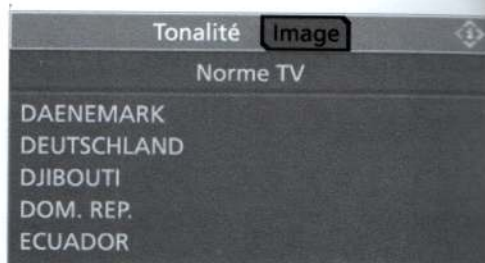 Tonalité Image
Norme TV
DAENEMARK
DEUTSCHLAND
DJIBOUTI
DOM. REP.
ECUADOR